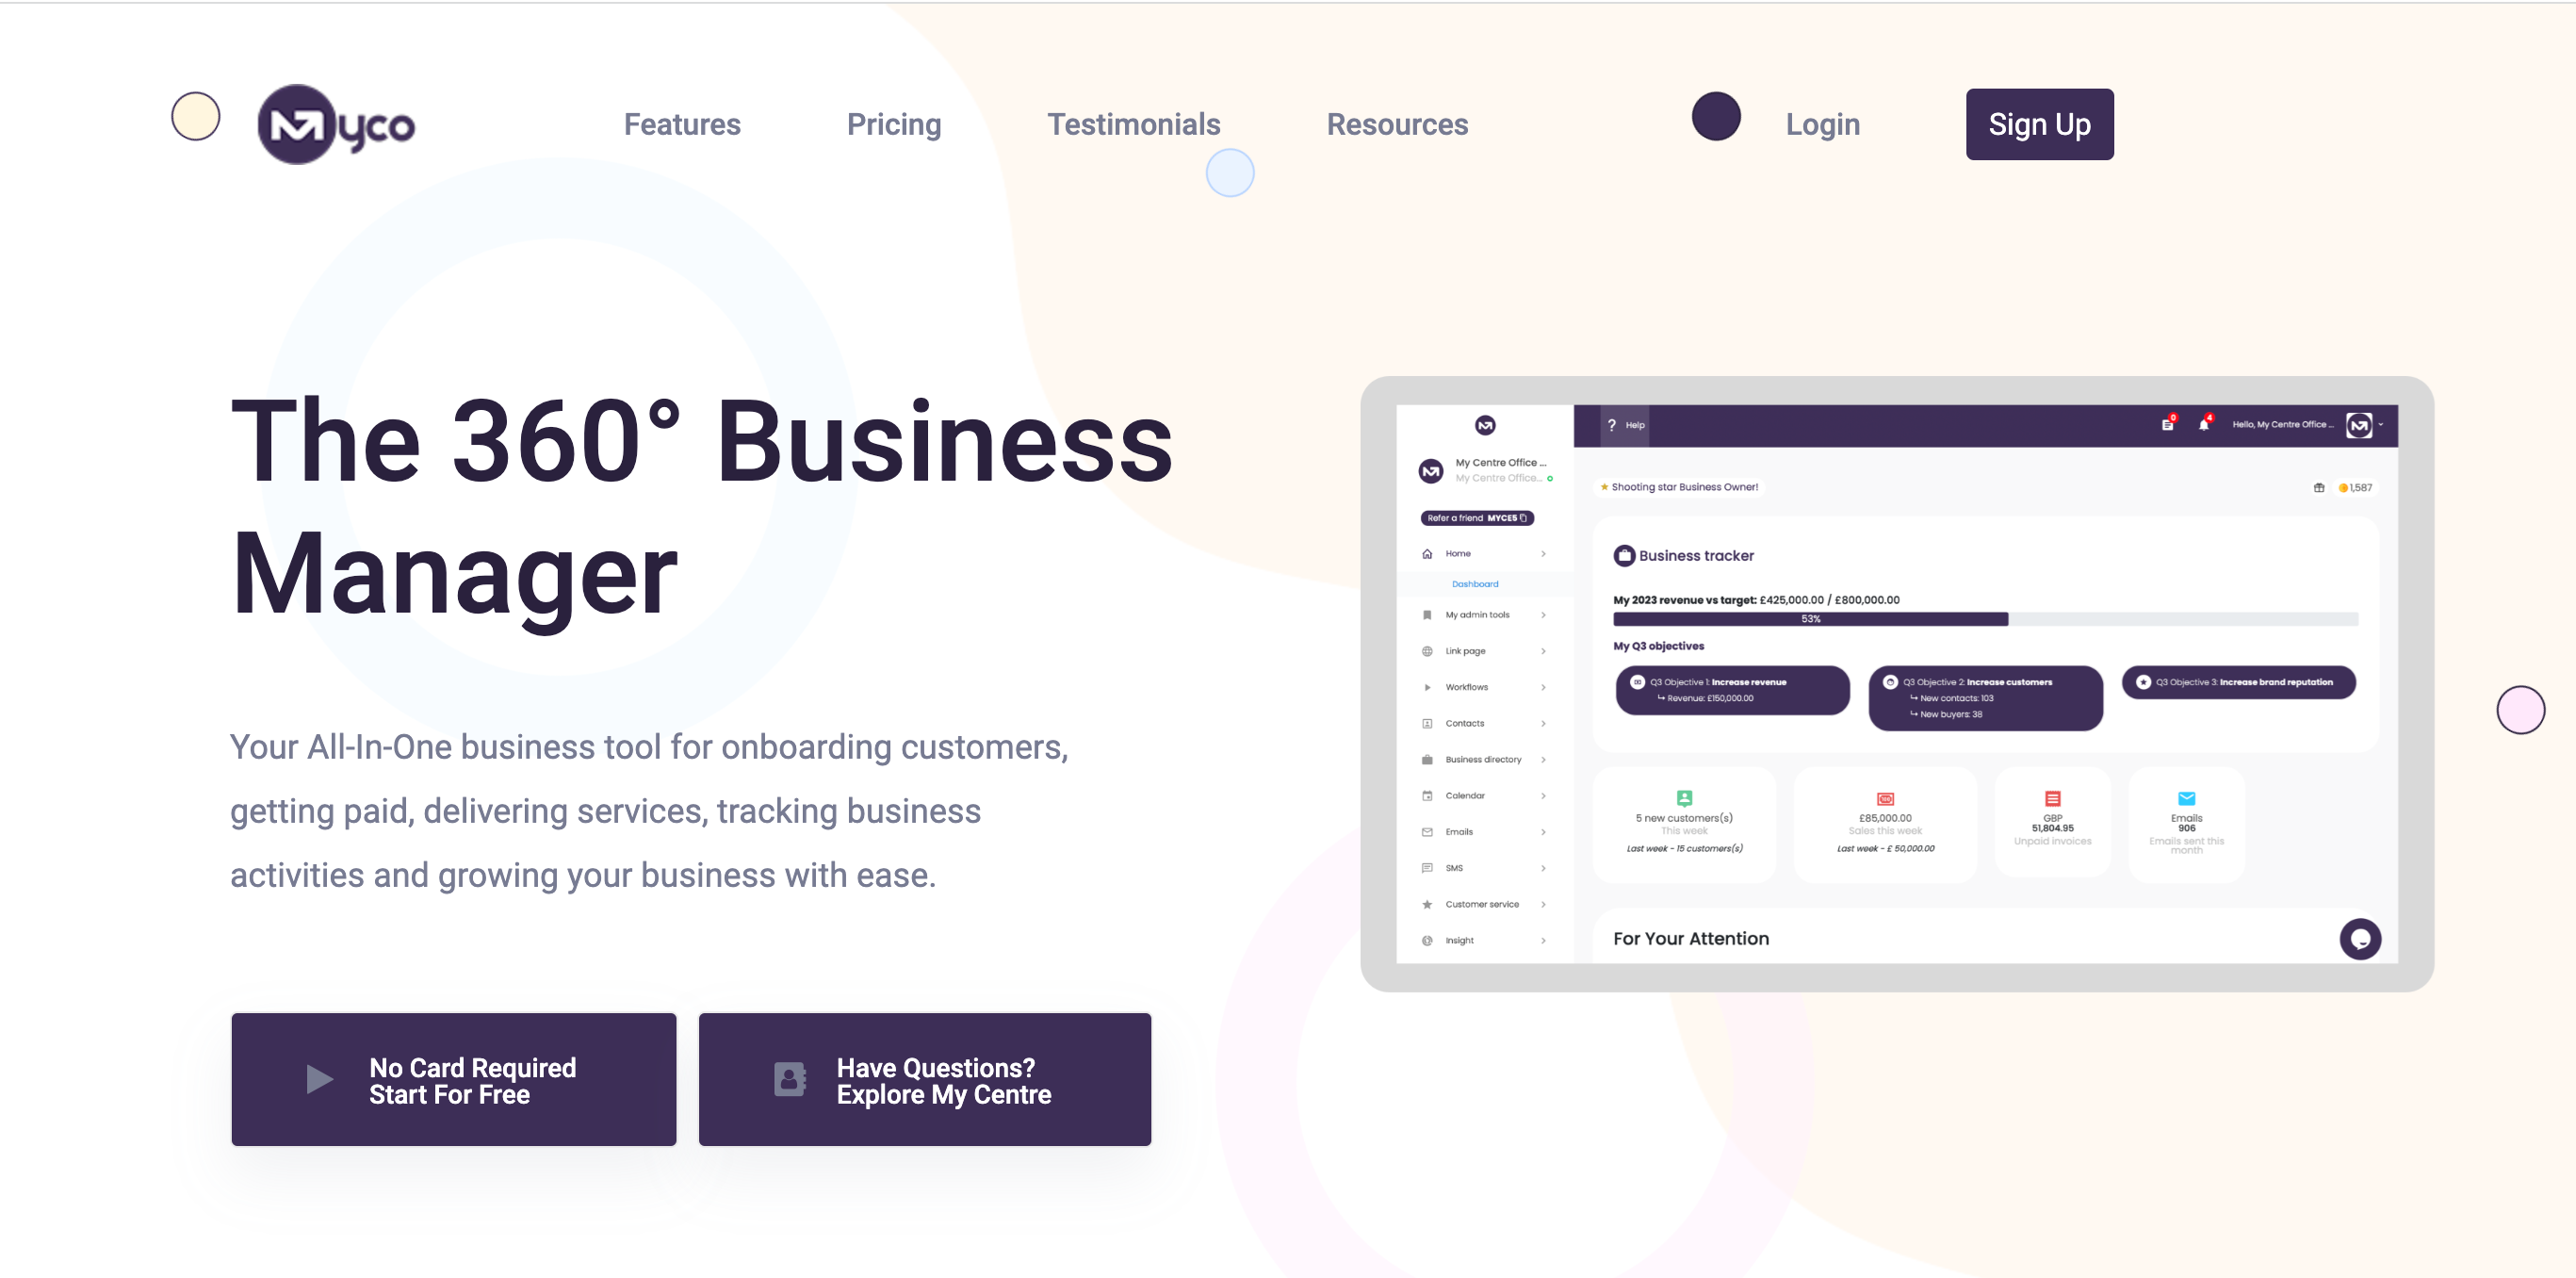 Myco
Features
Pricing
Testimonials
Resources
Login
Sign Up
The 360° Business
Manager
Your All-In-One business tool for onboarding customers,
getting paid, delivering services, tracking business
activities and growing your business with ease.
No Card Required
Start For Free
Have Questions?
Explore My Centre
My Centre Office ...
My Centre Office...
Refer a friend MYCE5
Home
Dashboard
My admin tools
Link page
Workflows
Contacts
Business directory
Calendar
Emails
SMS
Customer service
Insight
? Help
0
4
Hello, My Centre Office ...
Shooting star Business Owner!
1,587
Business tracker
My 2023 revenue vs target: £425,000.00 / £800,000.00
53%
My Q3 objectives
Q3 Objective 1: Increase revenue
Revenue: £150,000.00
Q3 Objective 2: Increase customers
New contacts: 103
New buyers: 38
Q3 Objective 3: Increase brand reputation
5 new customers(s)
This week
Last week - 15 customers(s)
£85,000.00
Sales this week
Last week - £ 50,000.00
GBP
51,804.95
Unpaid invoices
Emails
906
Emails sent this
month
For Your Attention